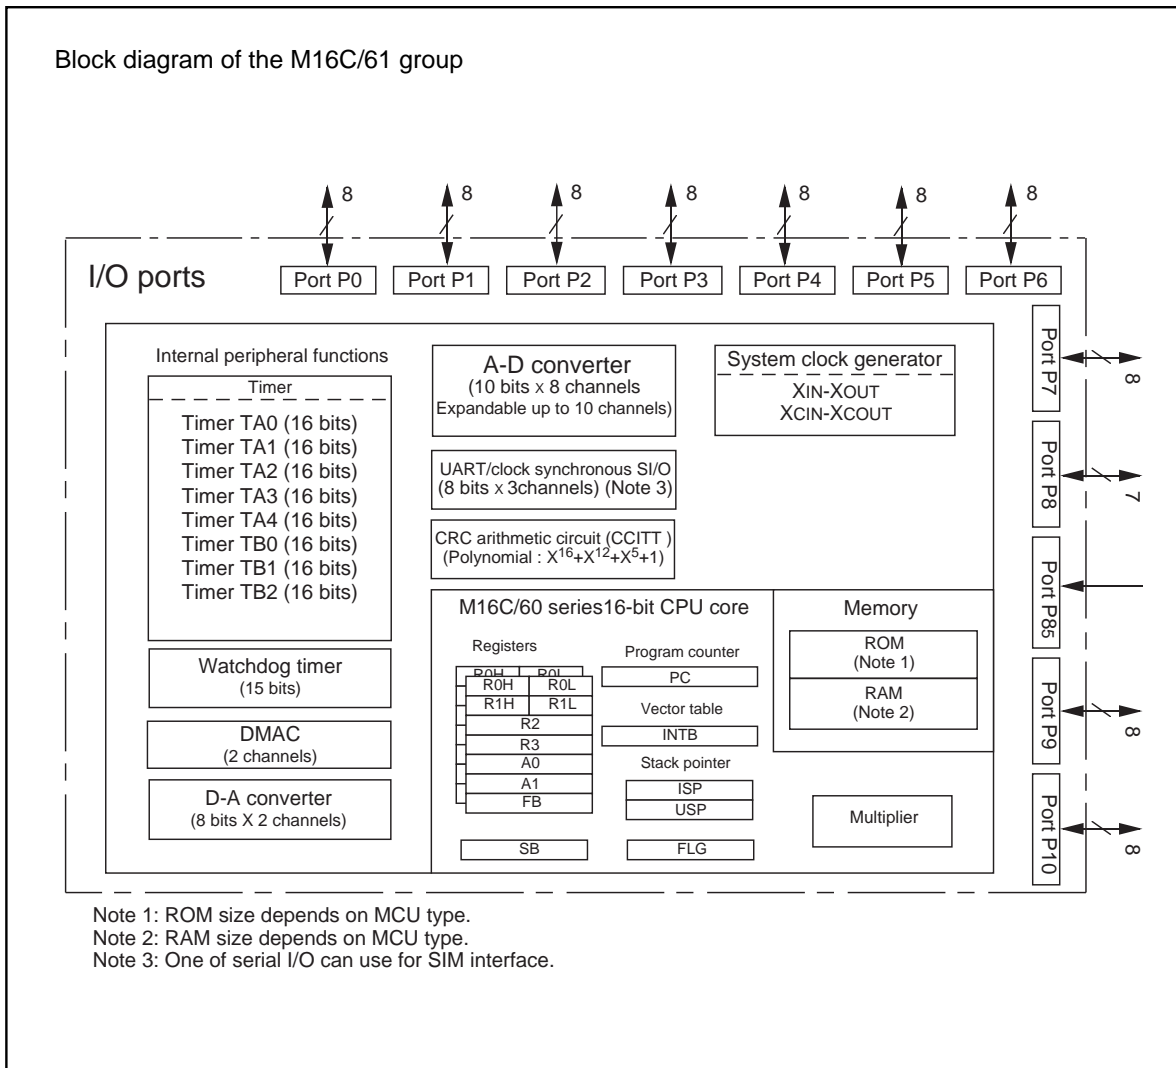 Block diagram of the M16C/61 group
8 8 8 8 8 8 8
I/O ports
Port P0 Port P1 Port P2 Port P3 Port P4 Port P5 Port P6
Port P7
8
Port P8
7
Port P85
Port P9
8
Port P10
8
Internal peripheral functions
Timer
Timer TA0 (16 bits)
Timer TA1 (16 bits)
Timer TA2 (16 bits)
Timer TA3 (16 bits)
Timer TA4 (16 bits)
Timer TB0 (16 bits)
Timer TB1 (16 bits)
Timer TB2 (16 bits)
Watchdog timer
(15 bits)
DMAC
(2 channels)
D-A converter
(8 bits X 2 channels)
A-D converter
(10 bits x 8 channels
Expandable up to 10 channels)
UART/clock synchronous SI/O
(8 bits x 3channels) (Note 3)
CRC arithmetic circuit (CCITT )
(Polynomial : X16+X12+X5+1)
System clock generator
XIN-XOUT
XCIN-XCOUT
M16C/60 series16-bit CPU core
Registers
R0H R0L
R0H R0L
R1H R1L
R2
R3
A0
A1
FB
SB
Program counter
PC
Vector table
INTB
Stack pointer
ISP
USP
FLG
Memory
ROM
(Note 1)
RAM
(Note 2)
Multiplier
Note 1: ROM size depends on MCU type.
Note 2: RAM size depends on MCU type.
Note 3: One of serial I/O can use for SIM interface.